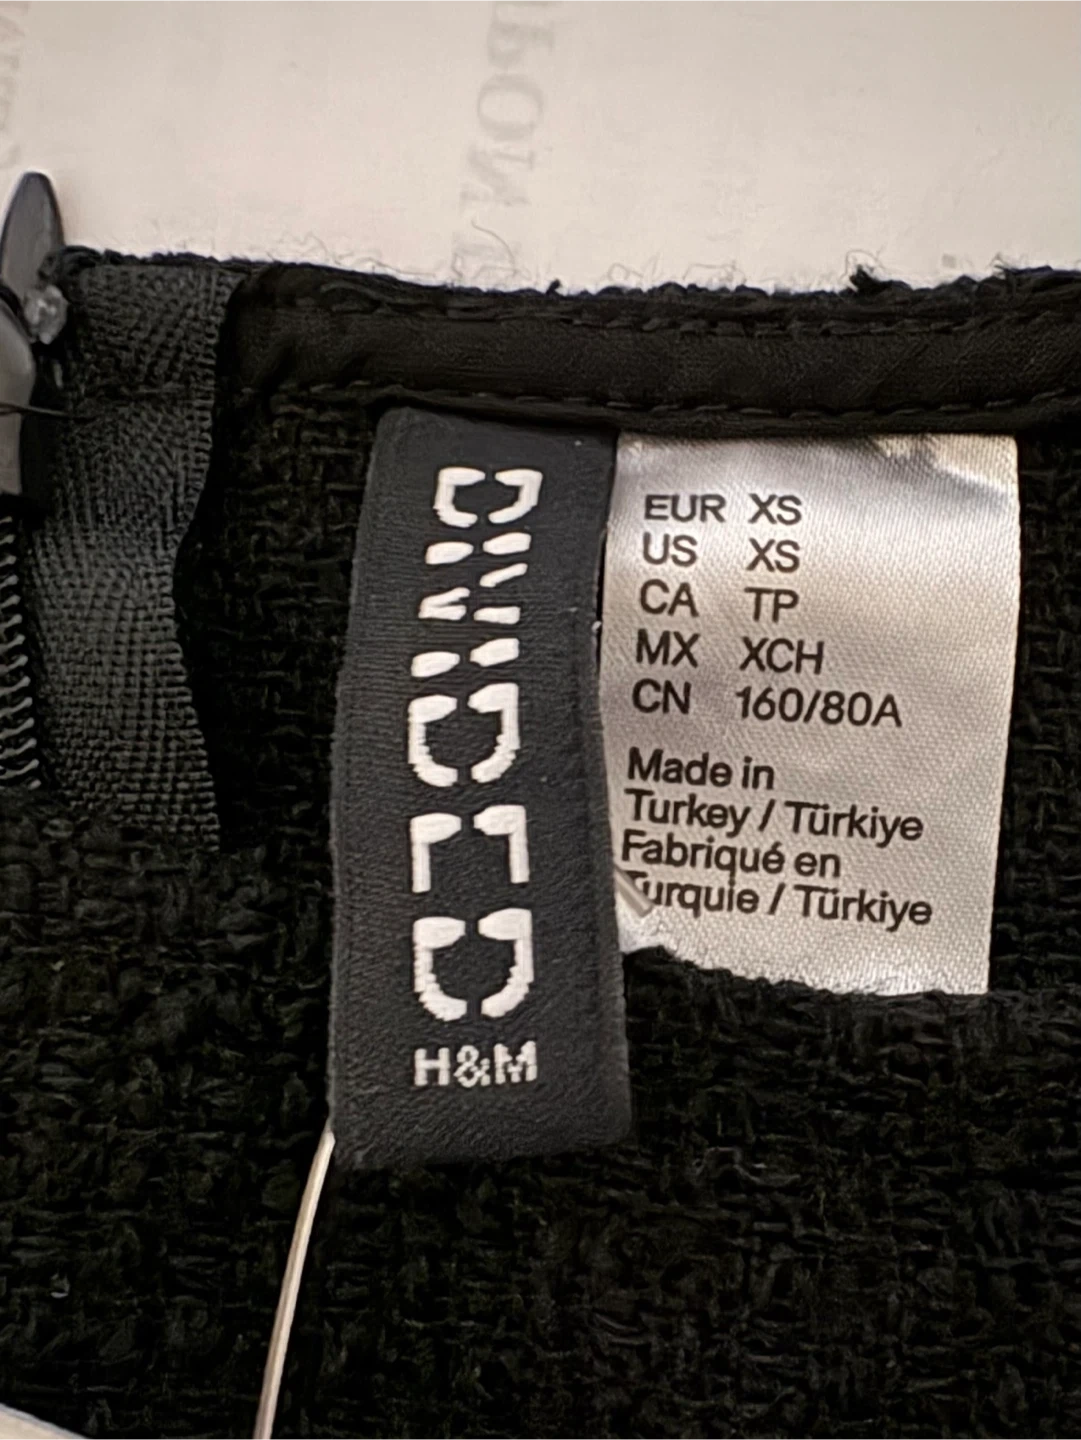 DIVIDED
H&M
EUR XS
US XS
CA TP
MX XCH
CN 160/80A
Made in
Turkey / Türkiye
Fabriqué en
Turquie / Türkiye